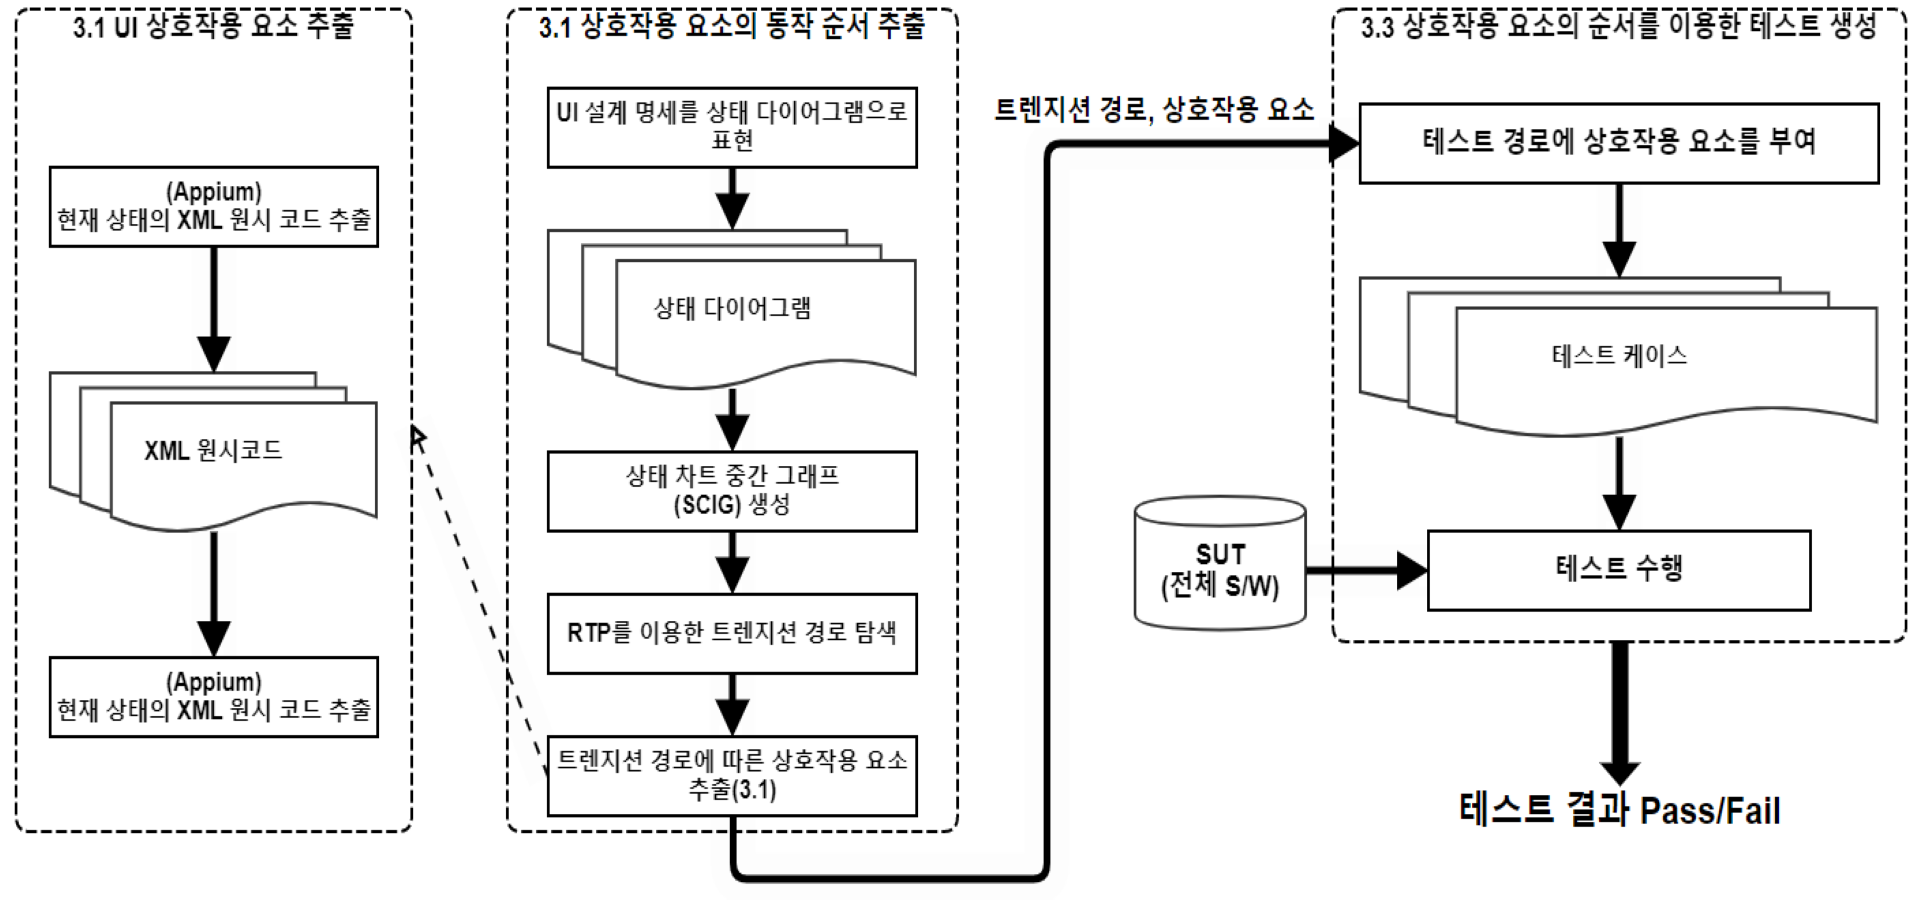 3.1 UI 상호작용 요소 추출
(Appium)
현재 상태의 XML 원시 코드 추출
XML 원시코드
(Appium)
현재 상태의 XML 원시 코드 추출
3.1 상호작용 요소의 동작 순서 추출
UI 설계 명세를 상태 다이어그램으로
표현
상태 다이어그램
상태 차트 중간 그래프
(SCIG) 생성
RTP를 이용한 트렌지션 경로 탐색
트렌지션 경로에 따른 상호작용 요소
추출(3.1)
트렌지션 경로, 상호작용 요소
3.3 상호작용 요소의 순서를 이용한 테스트 생성
테스트 경로에 상호작용 요소를 부여
테스트 케이스
SUT
(전체 S/W)
테스트 수행
테스트 결과 Pass/Fail